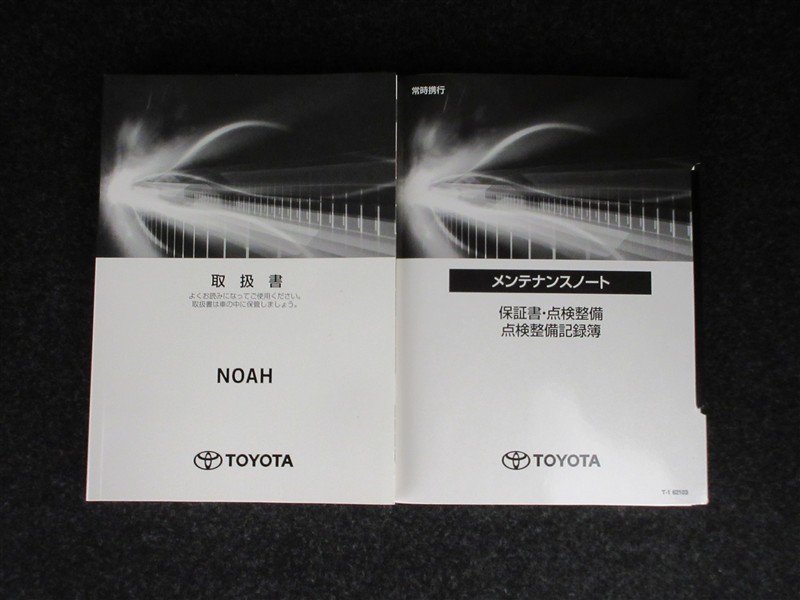 取扱書
よくお読みになってご使用ください。
取扱書は車の中に保管しましょう。
NOAH
TOYOTA
常時携行
メンテナンスノート
保証書・点検整備
点検整備記録簿
TOYOTA